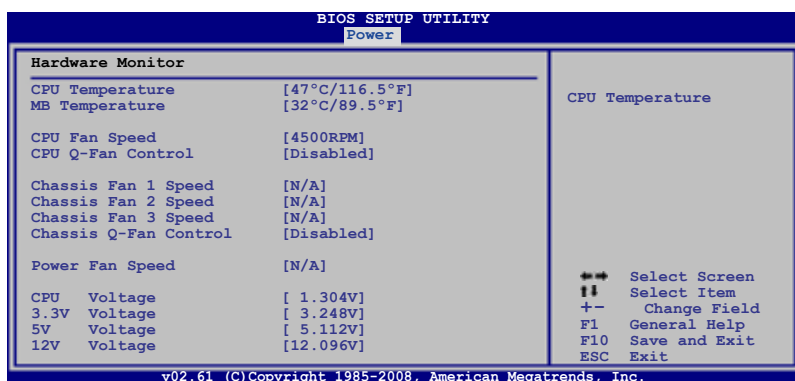 BIOS SETUP UTILITY
Power
Hardware Monitor
CPU Temperature [47°C/116.5°F]
MB Temperature [32°C/89.5°F]
CPU Fan Speed [4500RPM]
CPU Q-Fan Control [Disabled]
Chassis Fan 1 Speed [N/A]
Chassis Fan 2 Speed [N/A]
Chassis Fan 3 Speed [N/A]
Chassis Q-Fan Control [Disabled]
Power Fan Speed [N/A]
CPU Voltage [ 1.304V]
3.3V Voltage [ 3.248V]
5V Voltage [ 5.112V]
12V Voltage [12.096V]
CPU Temperature
←→ Select Screen
↑↓ Select Item
+- Change Field
F1 General Help
F10 Save and Exit
ESC Exit
v02.61 (C)Copyright 1985-2008, American Megatrends, Inc.